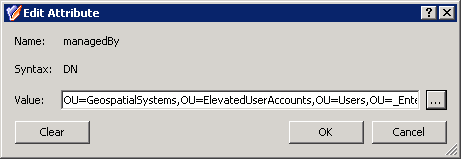 Edit Attribute
Name: managedBy
Syntax: DN
Value: OU=GeospatialSystems,OU=ElevatedUserAccounts,OU=Users,OU=_Ente ...
Clear OK Cancel